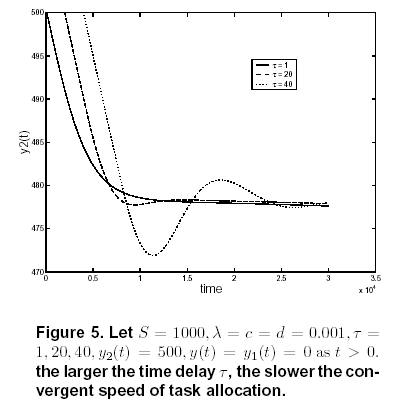 500
495
490
485
480
475
470
y2(t)
τ = 1
τ = 20
τ = 40
0 0.5 1 1.5 2 2.5 3 3.5
time
x 10⁴
Figure 5. Let S = 1000, λ = c = d = 0.001, τ =
1, 20, 40, y₂(t) = 500, y(t) = y₁(t) = 0 as t > 0.
the larger the time delay τ, the slower the con-
vergent speed of task allocation.